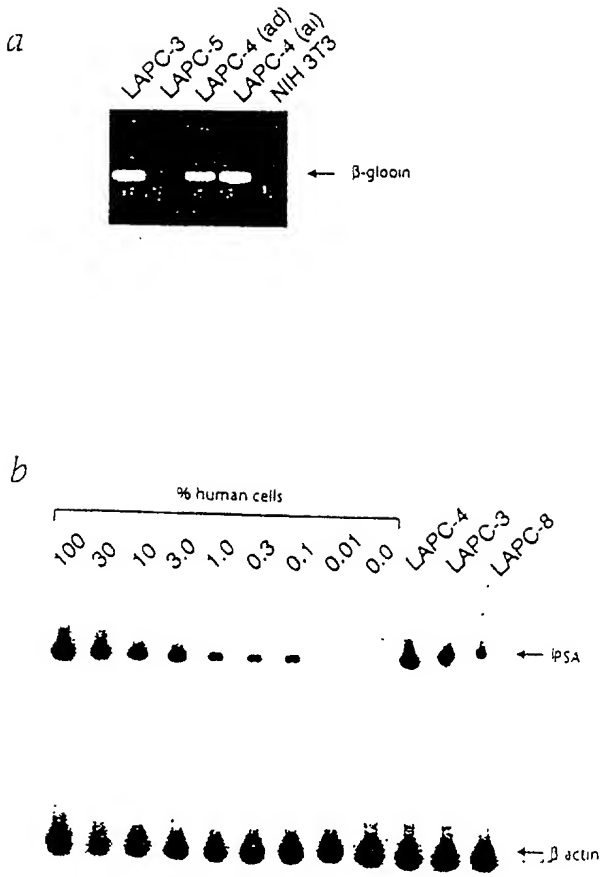 a
LAPC-3
LAPC-5
LAPC-4 (ad)
LAPC-4 (ai)
NIH 3T3
β-globin
b
% human cells
100
30
10
3.0
1.0
0.3
0.1
0.01
0.0
LAPC-4
LAPC-3
LAPC-8
PSA
β actin